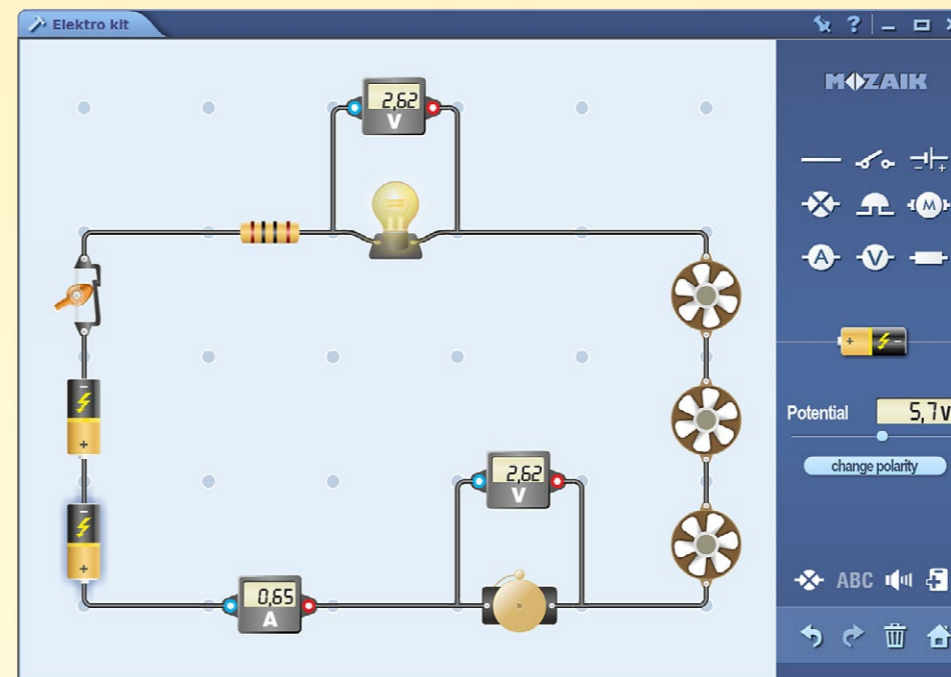 Elektro kit
MOZAIK
2,62
V
A
V
M
+
-
Potential
5,7V
change polarity
2,62
V
0,65
A
ABC